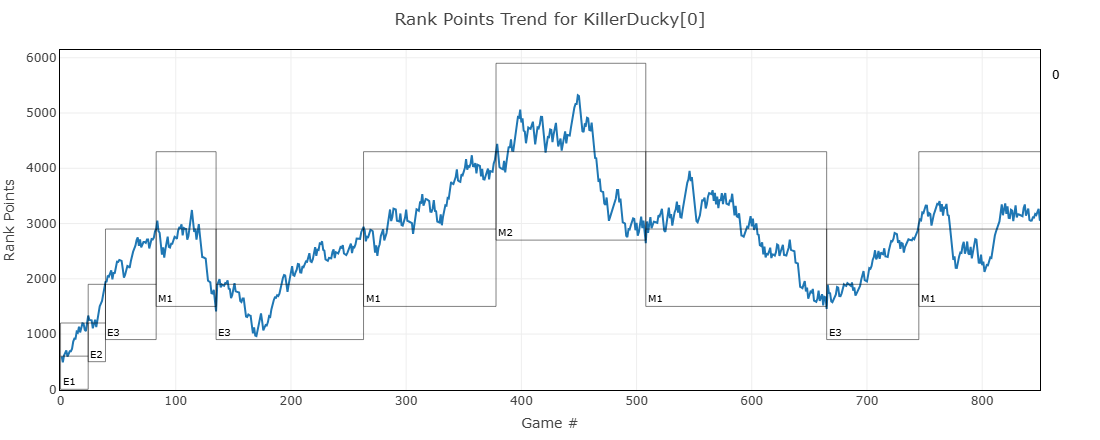 Rank Points Trend for KillerDucky[0]
6000
0
5000
4000
3000
2000
1000
0
Rank Points
E1
E2
E3
M1
E3
M1
M2
M1
E3
M1
0
100
200
300
400
500
600
700
800
Game #